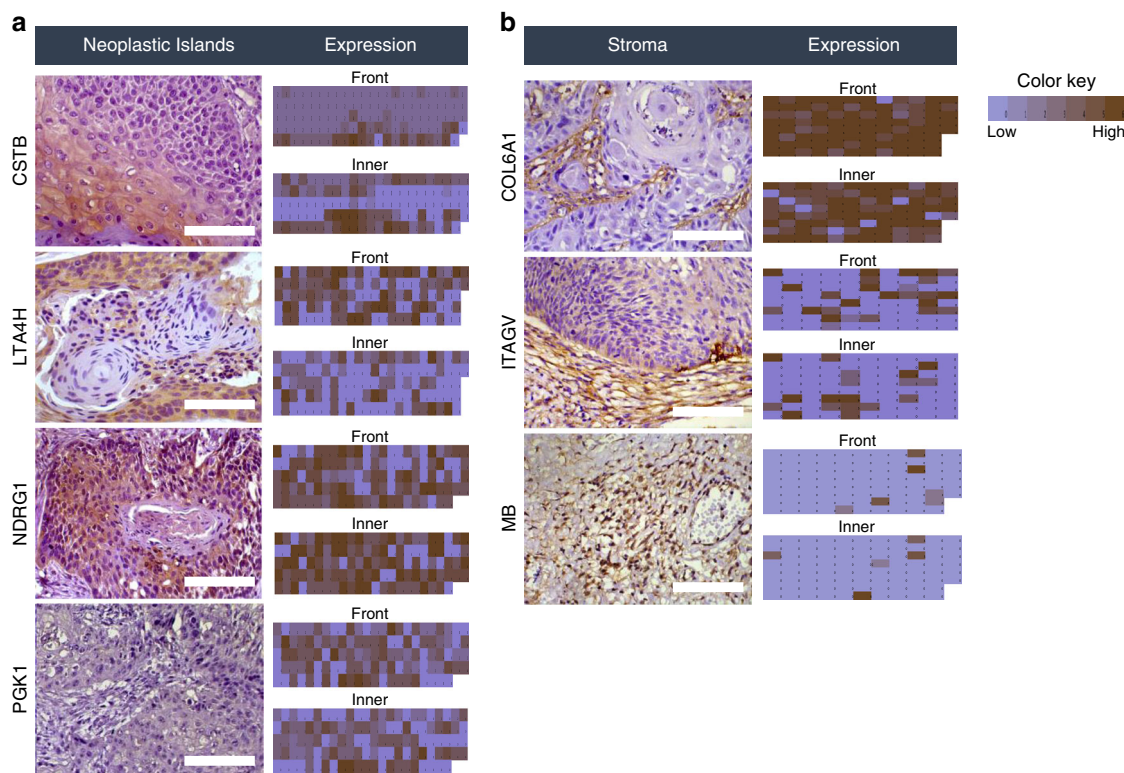 a
Neoplastic Islands Expression
CSTB
Front
Inner
LTA4H
Front
Inner
NDRG1
Front
Inner
PGK1
Front
Inner
b
Stroma Expression
COL6A1
Front
Inner
ITAGV
Front
Inner
MB
Front
Inner
Color key
Low High